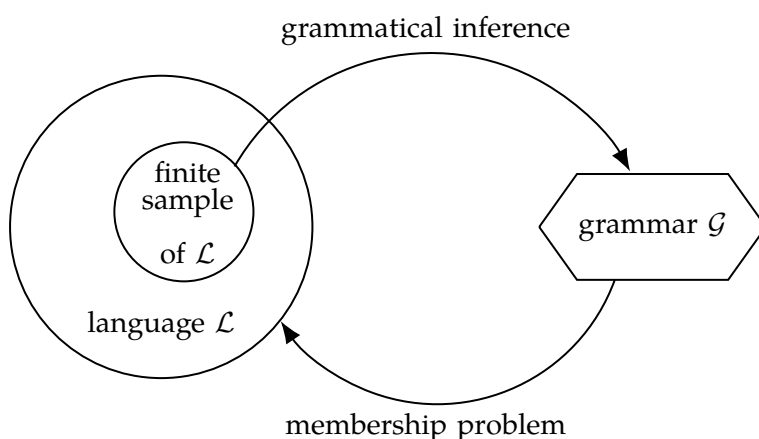 grammatical inference
finite
sample
of ℒ
grammar 𝒢
language ℒ
membership problem